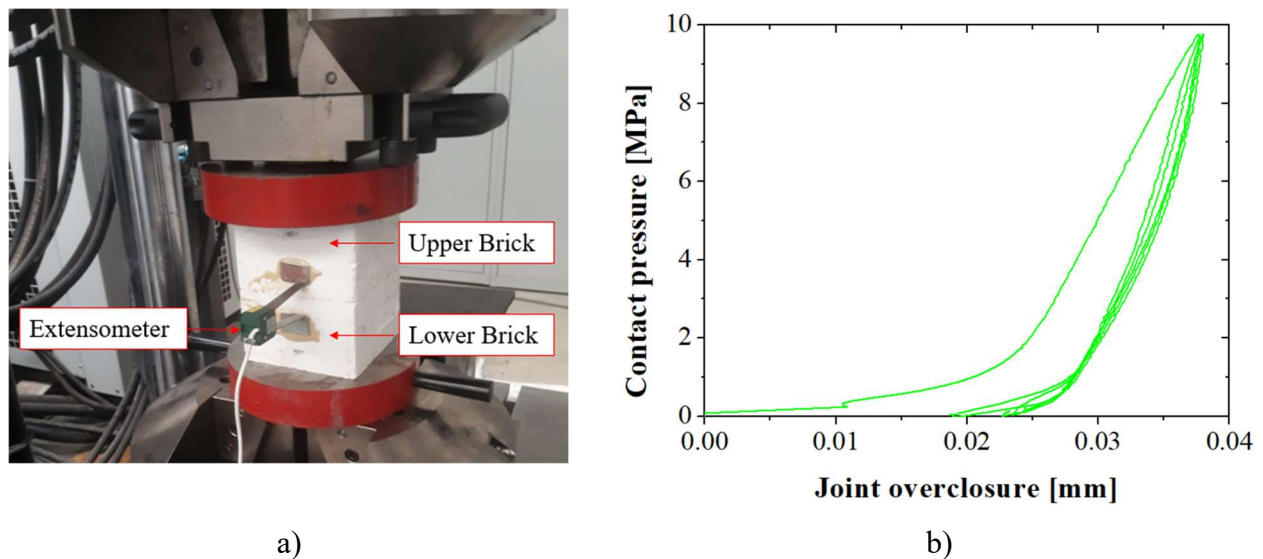 Upper Brick
Extensometer
Lower Brick
a)
Contact pressure [MPa]
10
8
6
4
2
0
0.00 0.01 0.02 0.03 0.04
Joint overclosure [mm]
b)